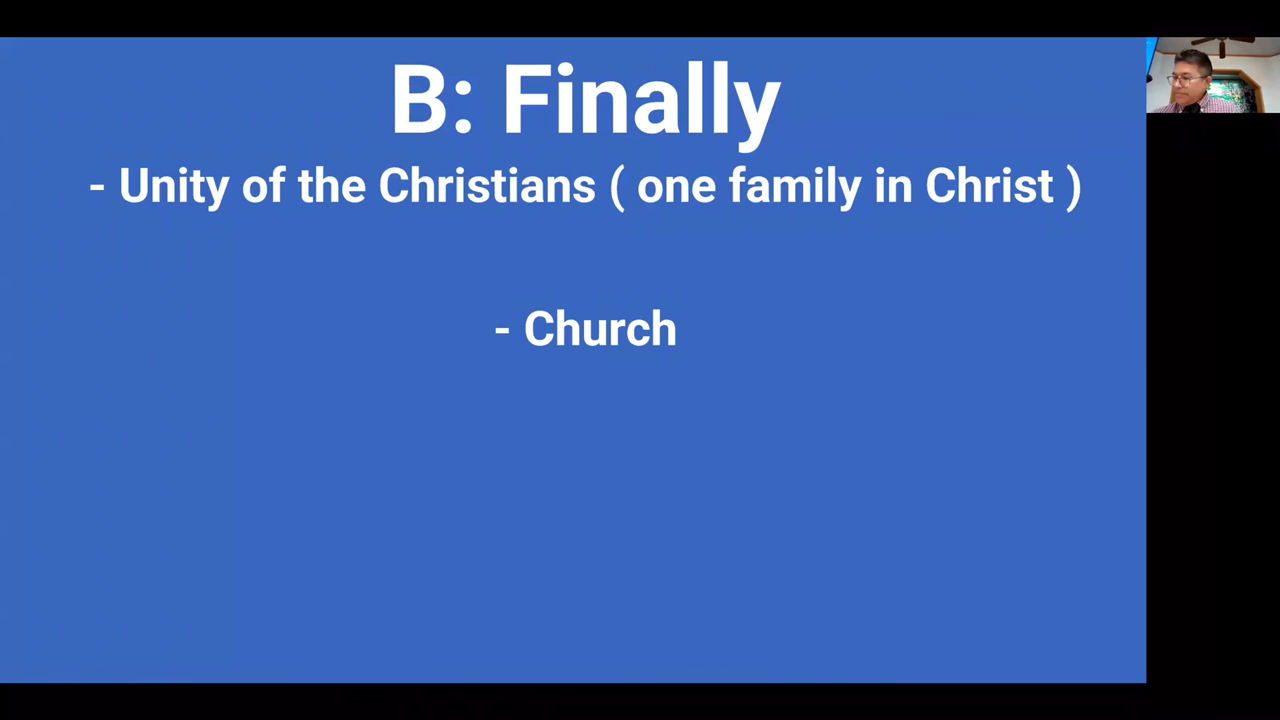 B: Finally
- Unity of the Christians ( one family in Christ )
- Church